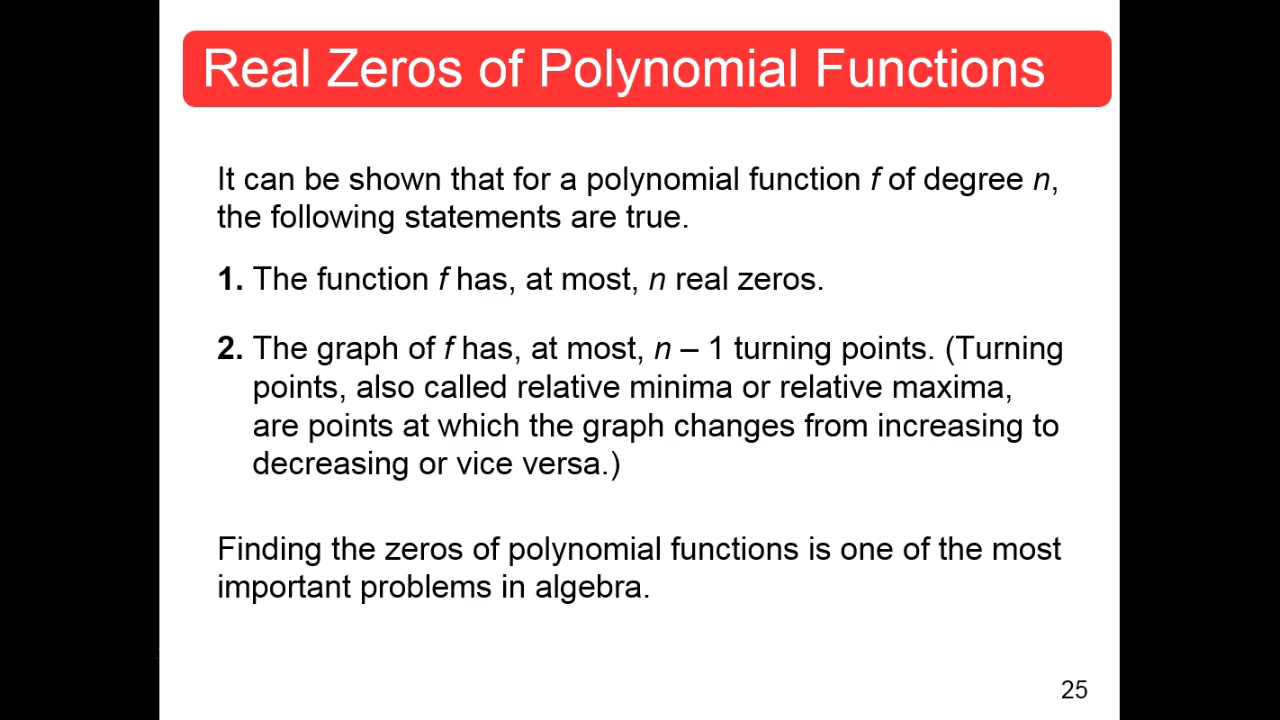 Real Zeros of Polynomial Functions
It can be shown that for a polynomial function f of degree n,
the following statements are true.
1. The function f has, at most, n real zeros.
2. The graph of f has, at most, n – 1 turning points. (Turning
points, also called relative minima or relative maxima,
are points at which the graph changes from increasing to
decreasing or vice versa.)
Finding the zeros of polynomial functions is one of the most
important problems in algebra.
25